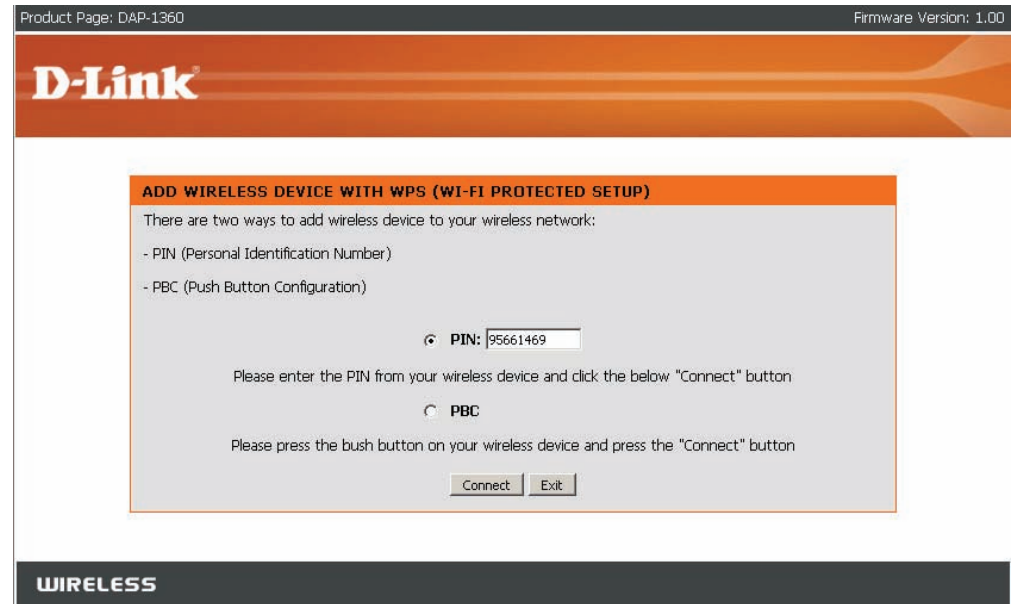 Product Page: DAP-1360 Firmware Version: 1.00
D-Link
ADD WIRELESS DEVICE WITH WPS (WI-FI PROTECTED SETUP)
There are two ways to add wireless device to your wireless network:
- PIN (Personal Identification Number)
- PBC (Push Button Configuration)
PIN: 95661469
Please enter the PIN from your wireless device and click the below "Connect" button
PBC
Please press the bush button on your wireless device and press the "Connect" button
Connect Exit
WIRELESS